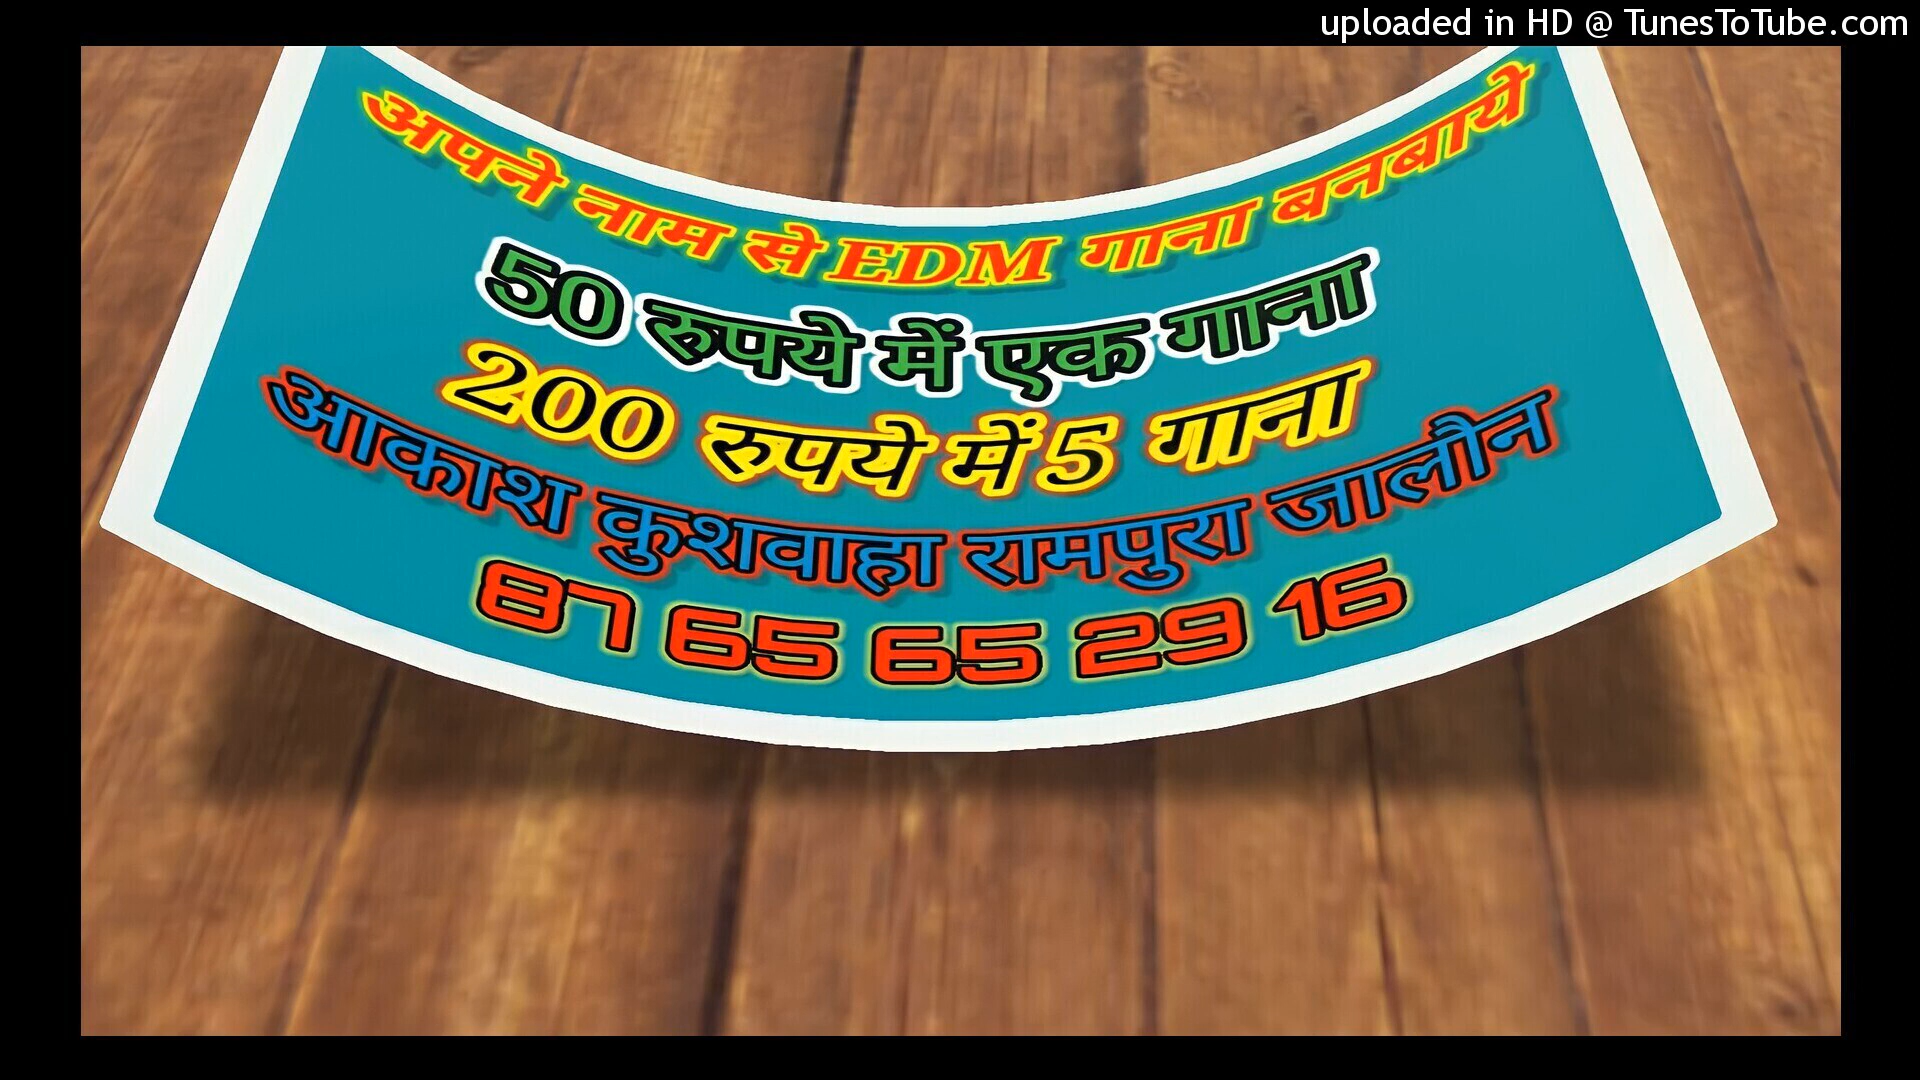 uploaded in HD @ TunesToTube.com
अपने नाम से EDM गाना बनबाये
50 रुपये में एक गाना
200 रुपये में 5 गाना
आकाश कुशवाहा रामपुरा जालौन
87 65 65 29 16